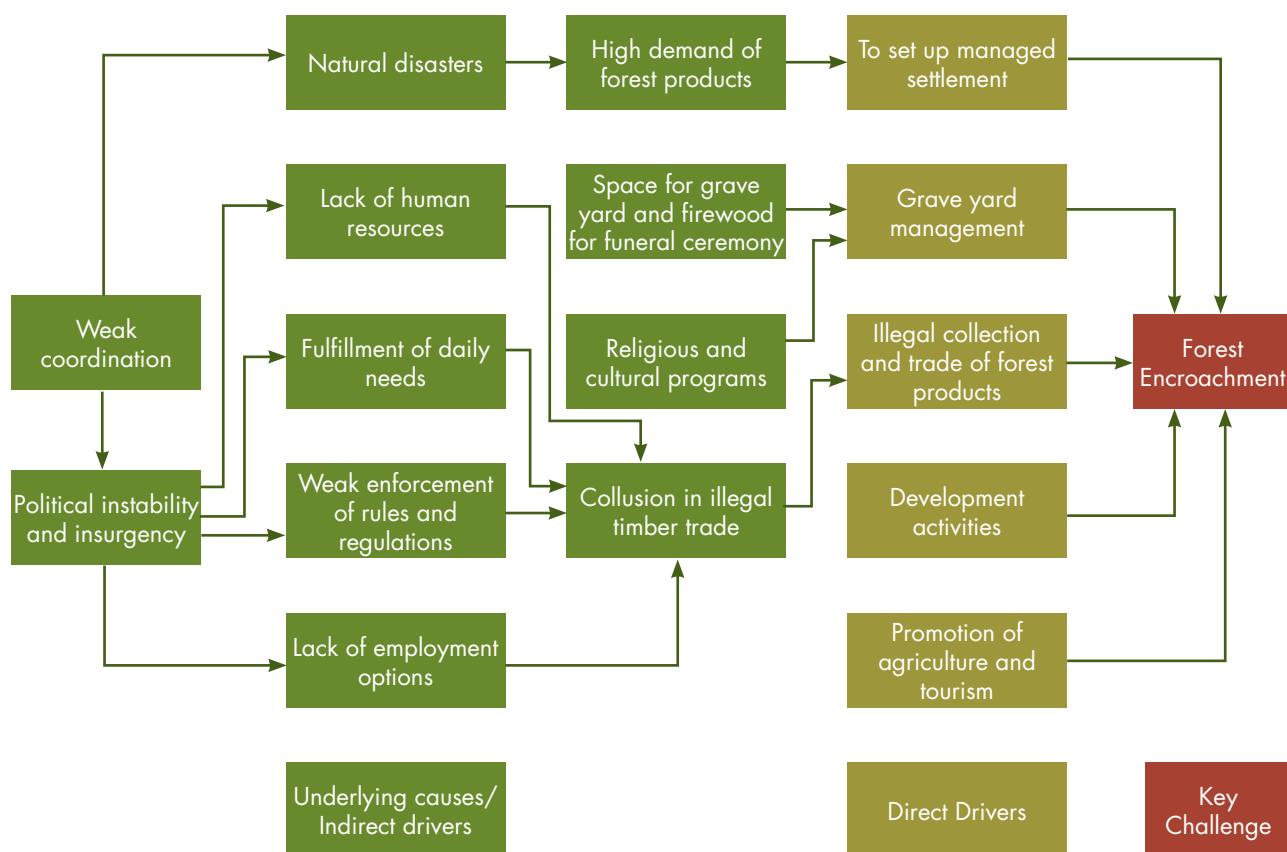 Natural disasters
High demand of
forest products
To set up managed
settlement
Lack of human
resources
Space for grave
yard and firewood
for funeral ceremony
Grave yard
management
Weak
coordination
Fulfillment of daily
needs
Religious and
cultural programs
Illegal collection
and trade of forest
products
Forest
Encroachment
Political instability
and insurgency
Weak enforcement
of rules and
regulations
Collusion in illegal
timber trade
Development
activities
Lack of employment
options
Promotion of
agriculture and
tourism
Underlying causes/
Indirect drivers
Direct Drivers
Key
Challenge